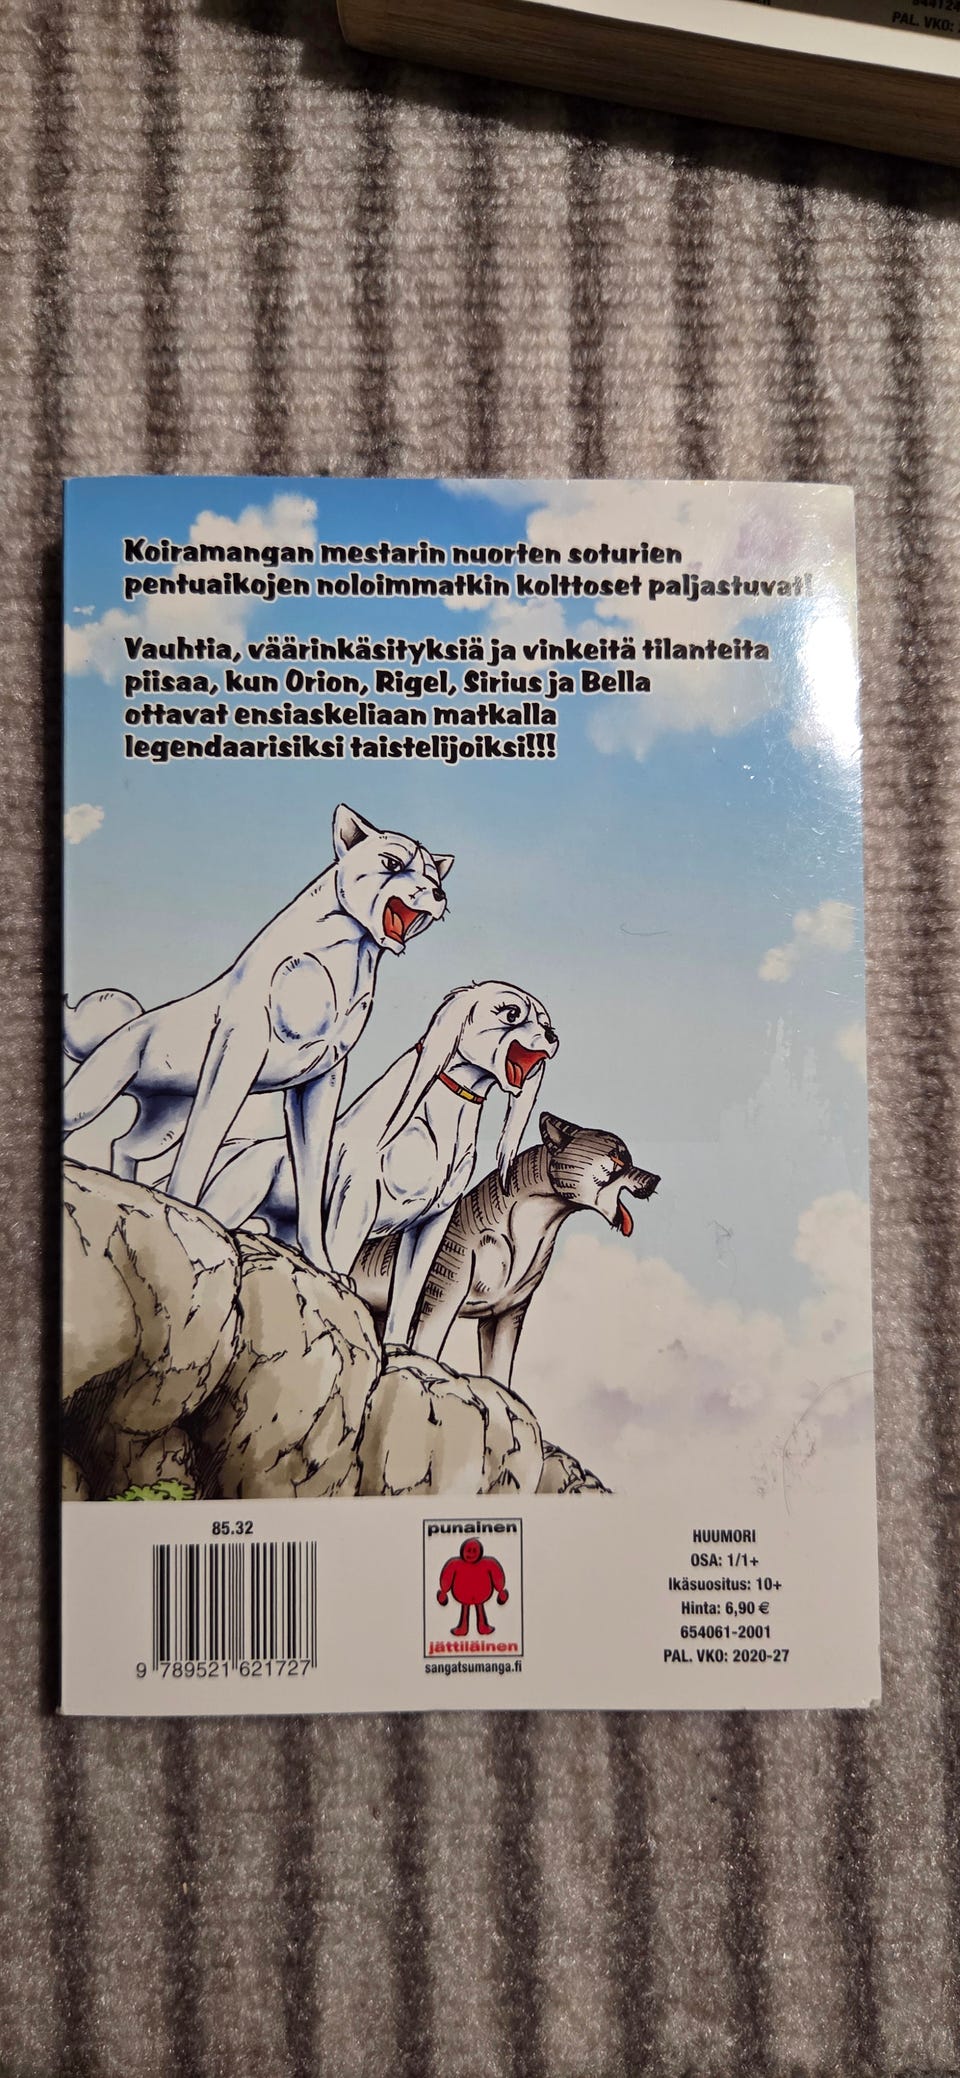 PAL. VKO:
Koiramangan mestarin nuorten soturien
pentuaikojen noloimmatkin kolttoset paljastuvat!
Vauhtia, väärinkäsityksiä ja vinkeitä tilanteita
piisaa, kun Orion, Rigel, Sirius ja Bella
ottavat ensiaskeliaan matkalla
legendaarisiksi taistelijoiksi!!!
85.32
9 789521 621727
punainen
jättiläinen
sangatsumanga.fi
HUUMORI
OSA: 1/1+
Ikäsuositus: 10+
Hinta: 6,90 €
654061-2001
PAL. VKO: 2020-27